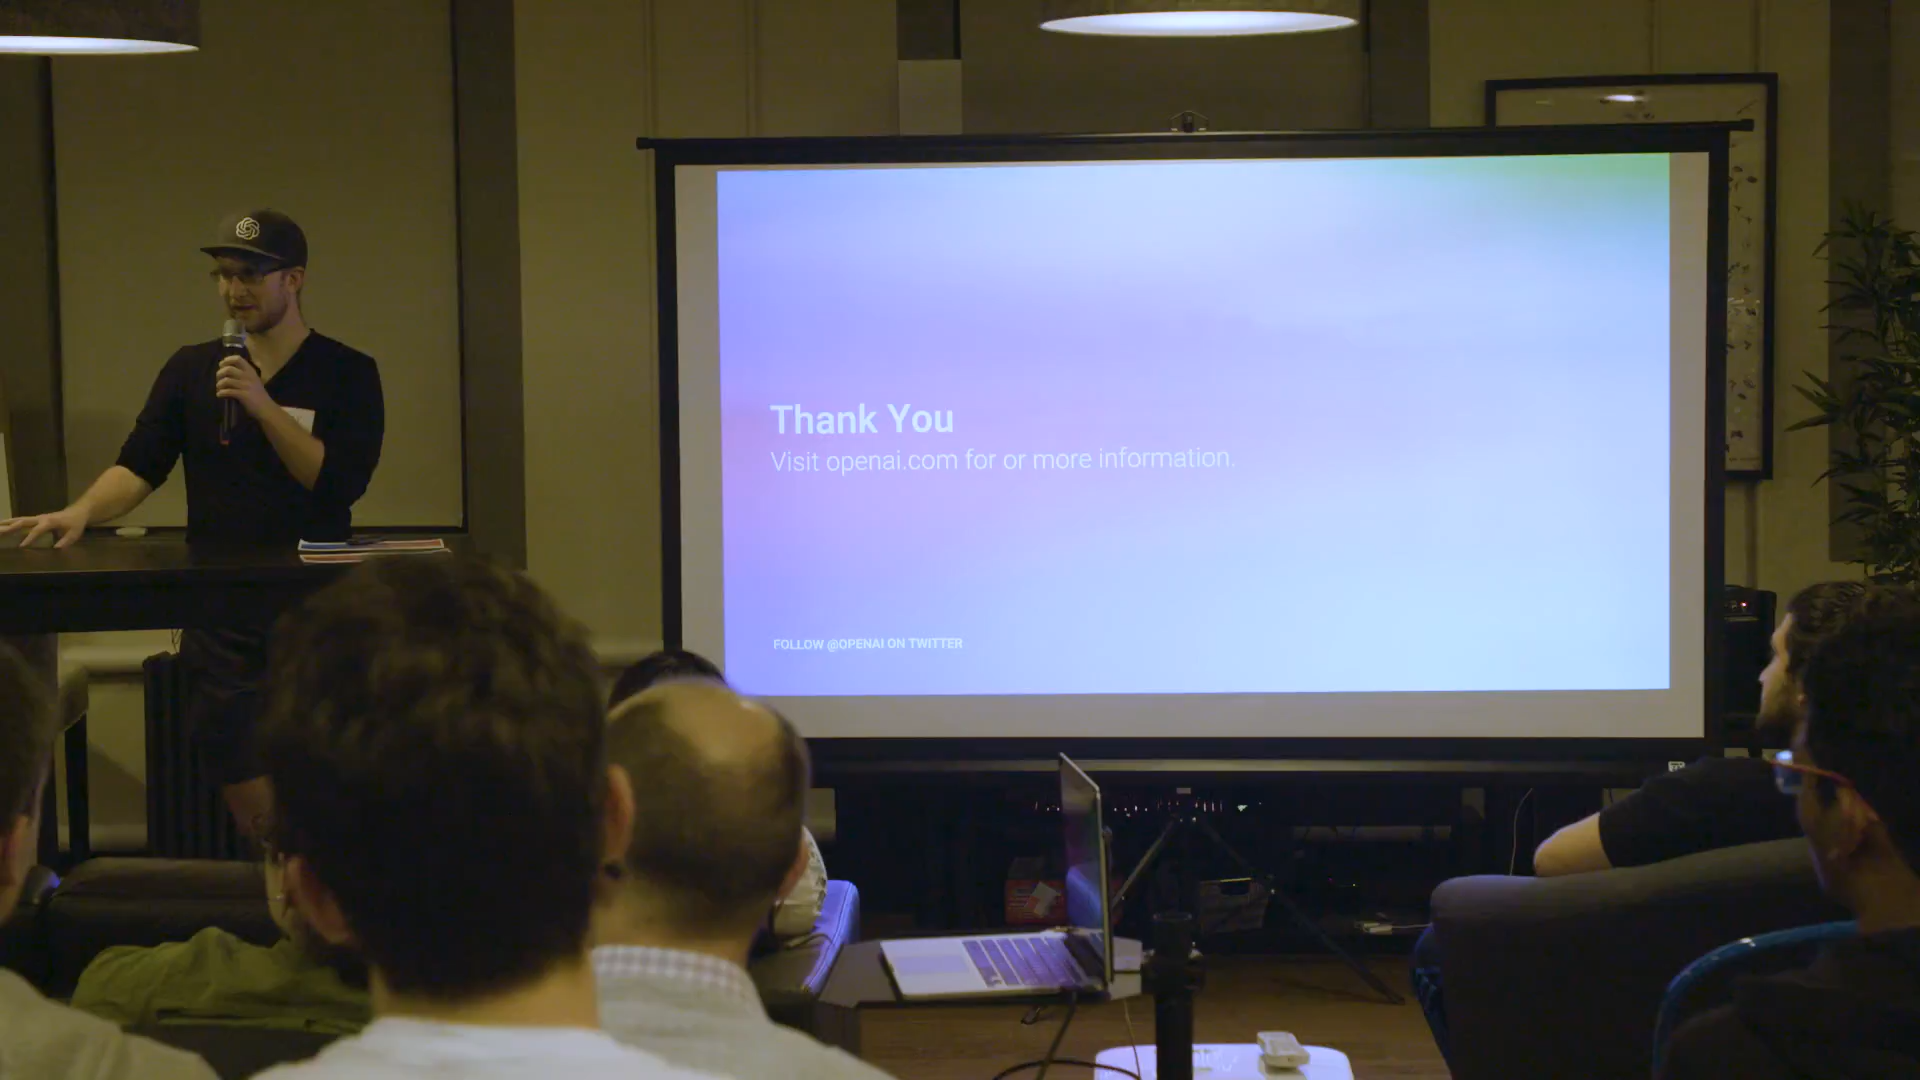 Thank You
Visit openai.com for or more information.
FOLLOW @OPENAI ON TWITTER